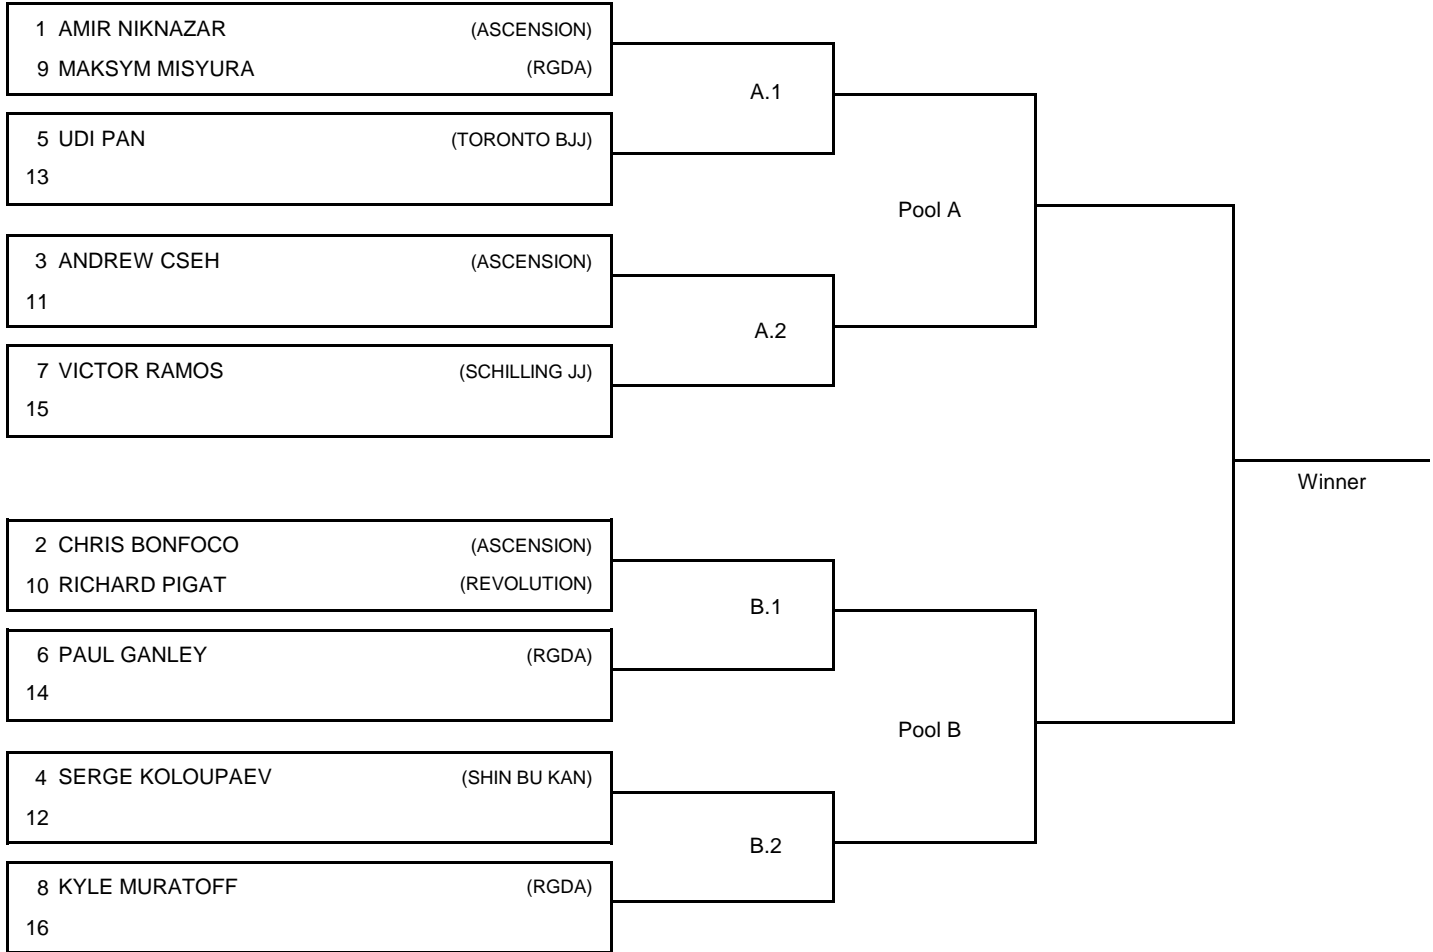 1 AMIR NIKNAZAR (ASCENSION)
9 MAKSYM MISYURA (RGDA)
A.1
5 UDI PAN (TORONTO BJJ)
13
Pool A
3 ANDREW CSEH (ASCENSION)
11
A.2
7 VICTOR RAMOS (SCHILLING JJ)
15
Winner
2 CHRIS BONFOCO (ASCENSION)
10 RICHARD PIGAT (REVOLUTION)
B.1
6 PAUL GANLEY (RGDA)
14
Pool B
4 SERGE KOLOUPAEV (SHIN BU KAN)
12
B.2
8 KYLE MURATOFF (RGDA)
16